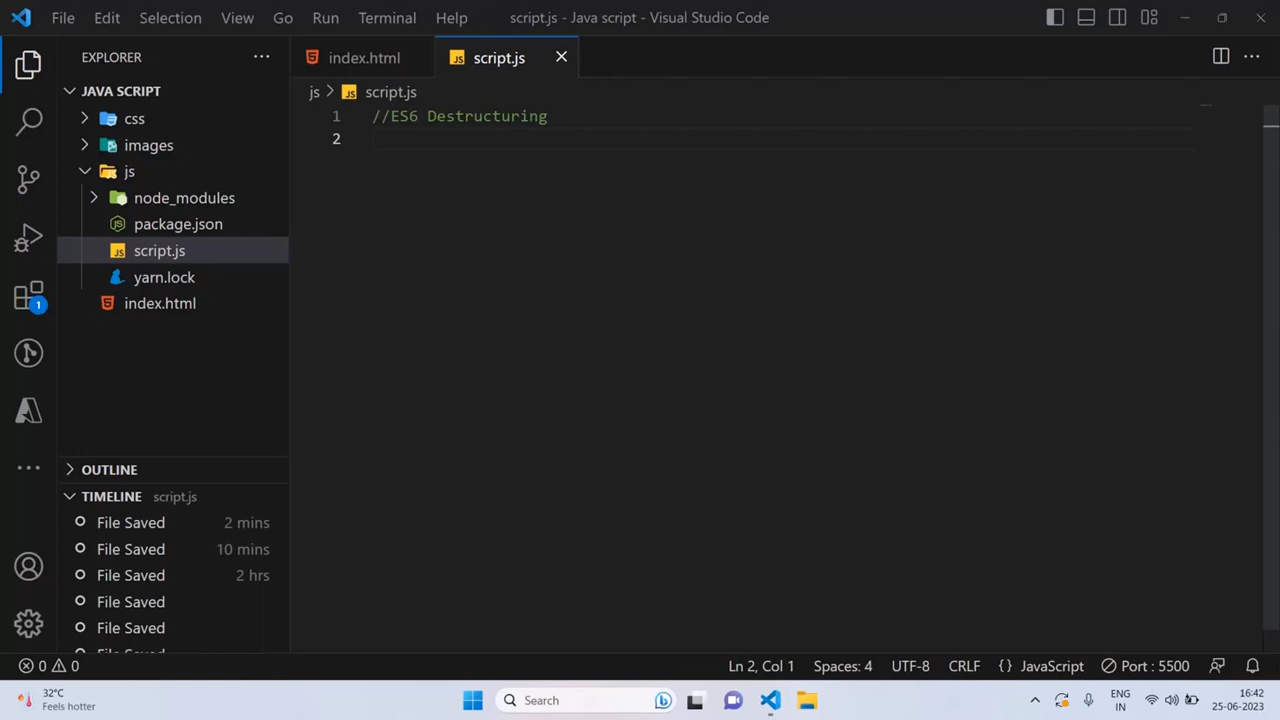 File Edit Selection View Go Run Terminal Help script.js - Java script - Visual Studio Code
EXPLORER
index.html
script.js
JAVA SCRIPT
js > script.js
css
images
js
node_modules
package.json
script.js
yarn.lock
index.html
1 //ES6 Destructuring
2
1
OUTLINE
TIMELINE script.js
File Saved 2 mins
File Saved 10 mins
File Saved 2 hrs
File Saved
File Saved
0 0 Ln 2, Col 1 Spaces: 4 UTF-8 CRLF {} JavaScript Port : 5500
32°C
Feels hotter
Search
ENG
IN
16:42
25-06-2023